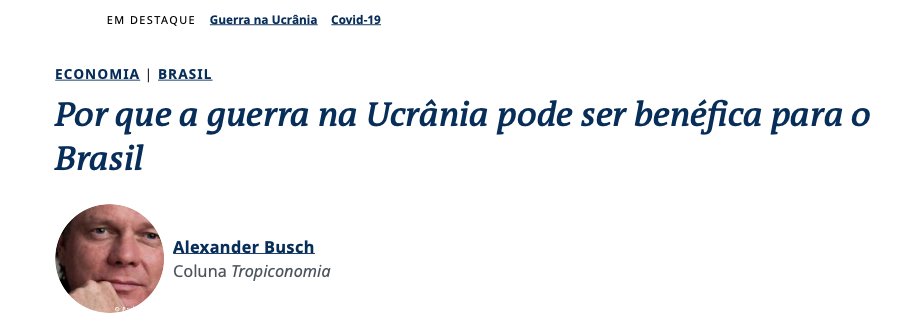 EM DESTAQUE Guerra na Ucrânia Covid-19
ECONOMIA | BRASIL
Por que a guerra na Ucrânia pode ser benéfica para o
Brasil
Alexander Busch
Coluna Tropiconomia